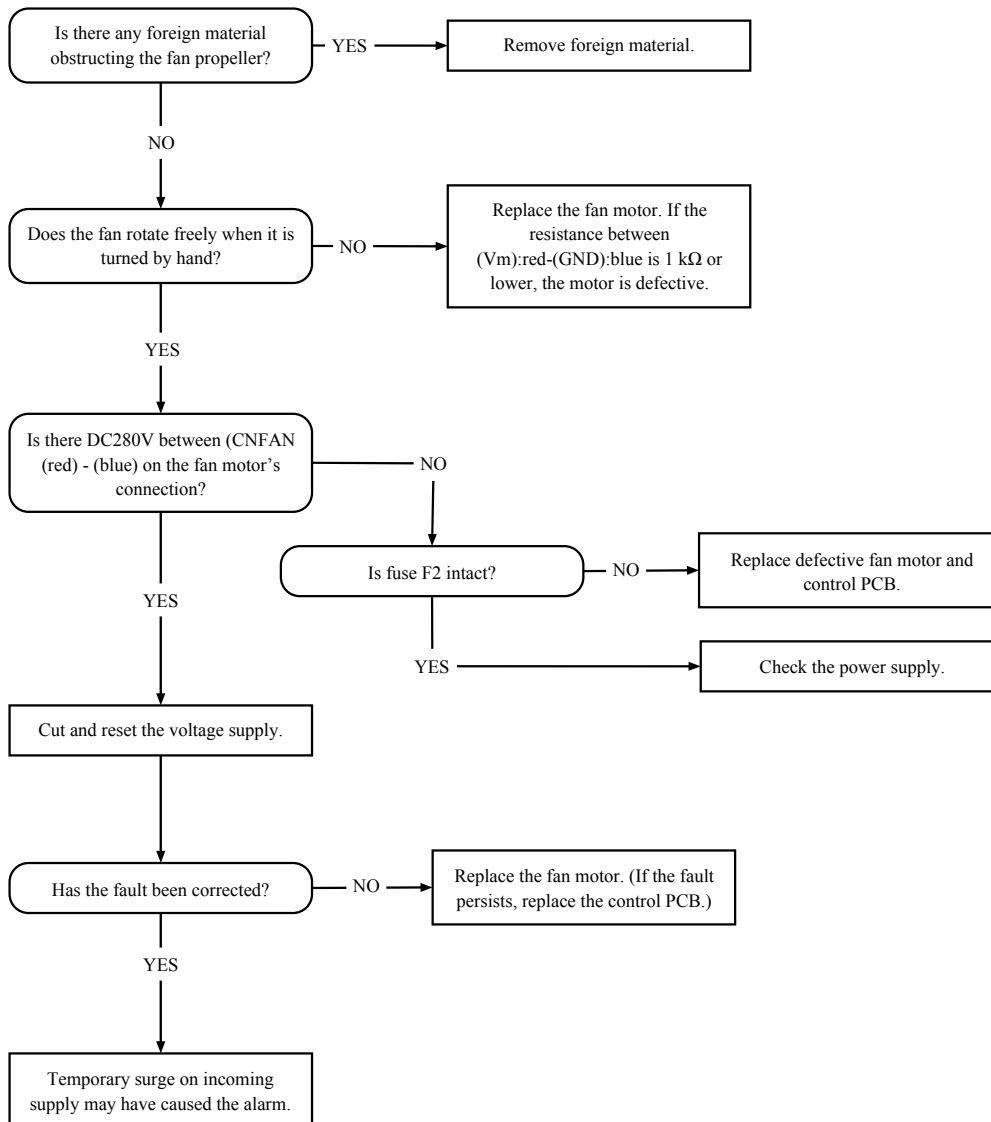 Is there any foreign material
obstructing the fan propeller?
YES
Remove foreign material.
NO
Does the fan rotate freely when it is
turned by hand?
NO
Replace the fan motor. If the
resistance between
(Vm):red-(GND):blue is 1 kΩ or
lower, the motor is defective.
YES
Is there DC280V between (CNFAN
(red) - (blue) on the fan motor’s
connection?
NO
Is fuse F2 intact?
NO
Replace defective fan motor and
control PCB.
YES
Check the power supply.
YES
Cut and reset the voltage supply.
Has the fault been corrected?
NO
Replace the fan motor. (If the fault
persists, replace the control PCB.)
YES
Temporary surge on incoming
supply may have caused the alarm.